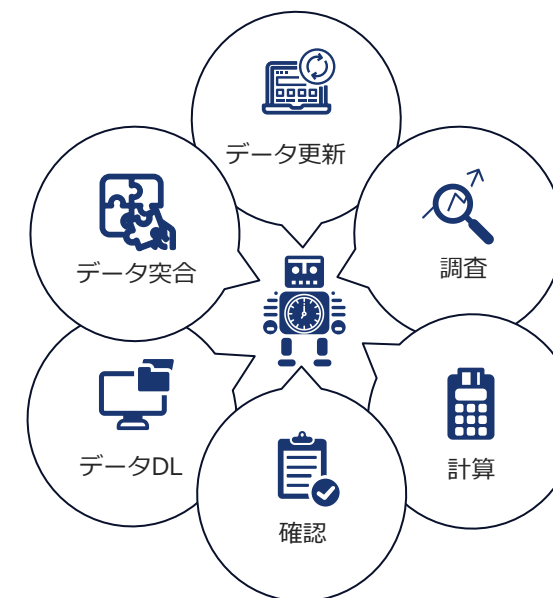 データ更新
データ突合
調査
データDL
計算
確認